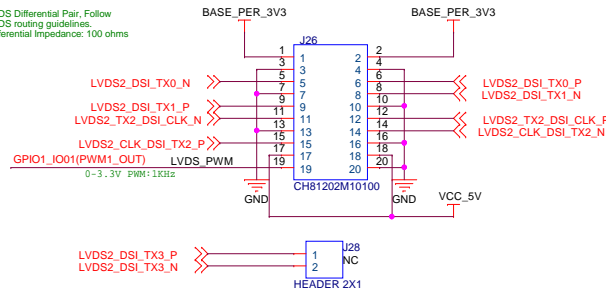 DS Differential Pair, Follow
DS routing guidelines.
ferential Impedance: 100 ohms
BASE_PER_3V3
BASE_PER_3V3
J26
1 1 2 2
3 3 4 4
LVDS2_DSI_TX0_N 5 5 6 6 LVDS2_DSI_TX0_P
7 7 8 8 LVDS2_DSI_TX1_N
LVDS2_DSI_TX1_P 9 9 10 10
LVDS2_TX2_DSI_CLK_N 11 11 12 12 LVDS2_TX2_DSI_CLK_P
13 13 14 14 LVDS2_CLK_DSI_TX2_N
LVDS2_CLK_DSI_TX2_P 15 15 16 16
17 17 18 18
GPIO1_IO01(PWM1_OUT) LVDS_PWM 19 19 20 20
0-3.3V PWM:1KHz
CH81202M10100
GND
GND
VCC_5V
J28
LVDS2_DSI_TX3_P 1 NC
LVDS2_DSI_TX3_N 2
HEADER 2X1